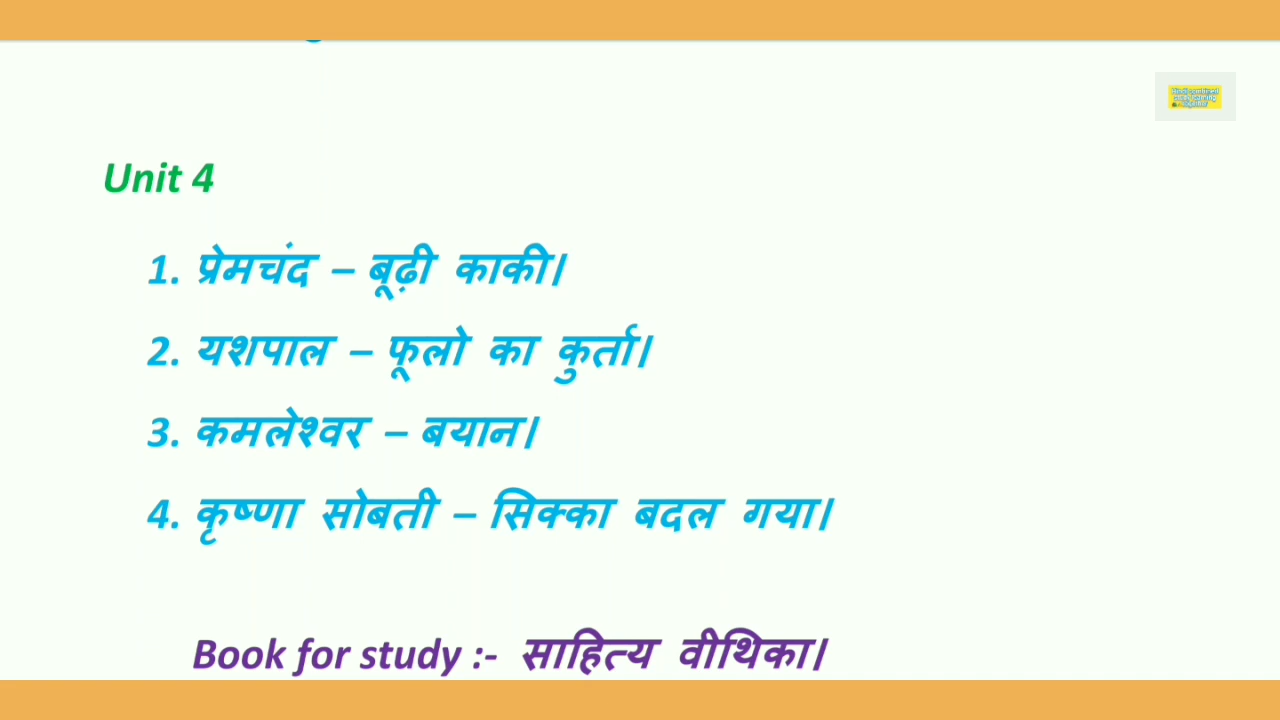 Unit 4
1. प्रेमचंद – बूढ़ी काकी।
2. यशपाल – फूलो का कुर्ता।
3. कमलेश्वर – बयान।
4. कृष्णा सोबती – सिक्का बदल गया।
Book for study :- साहित्य वीथिका।